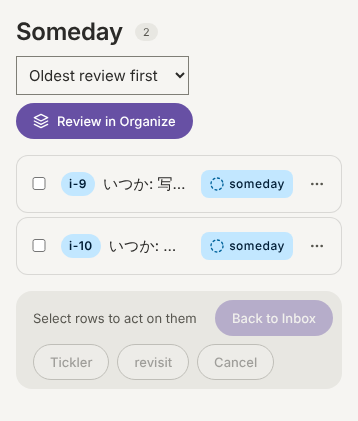 Someday 2
Oldest review first
Review in Organize
i-9 いつか: 写... someday ...
i-10 いつか: ... someday ...
Select rows to act on them Back to Inbox
Tickler revisit Cancel